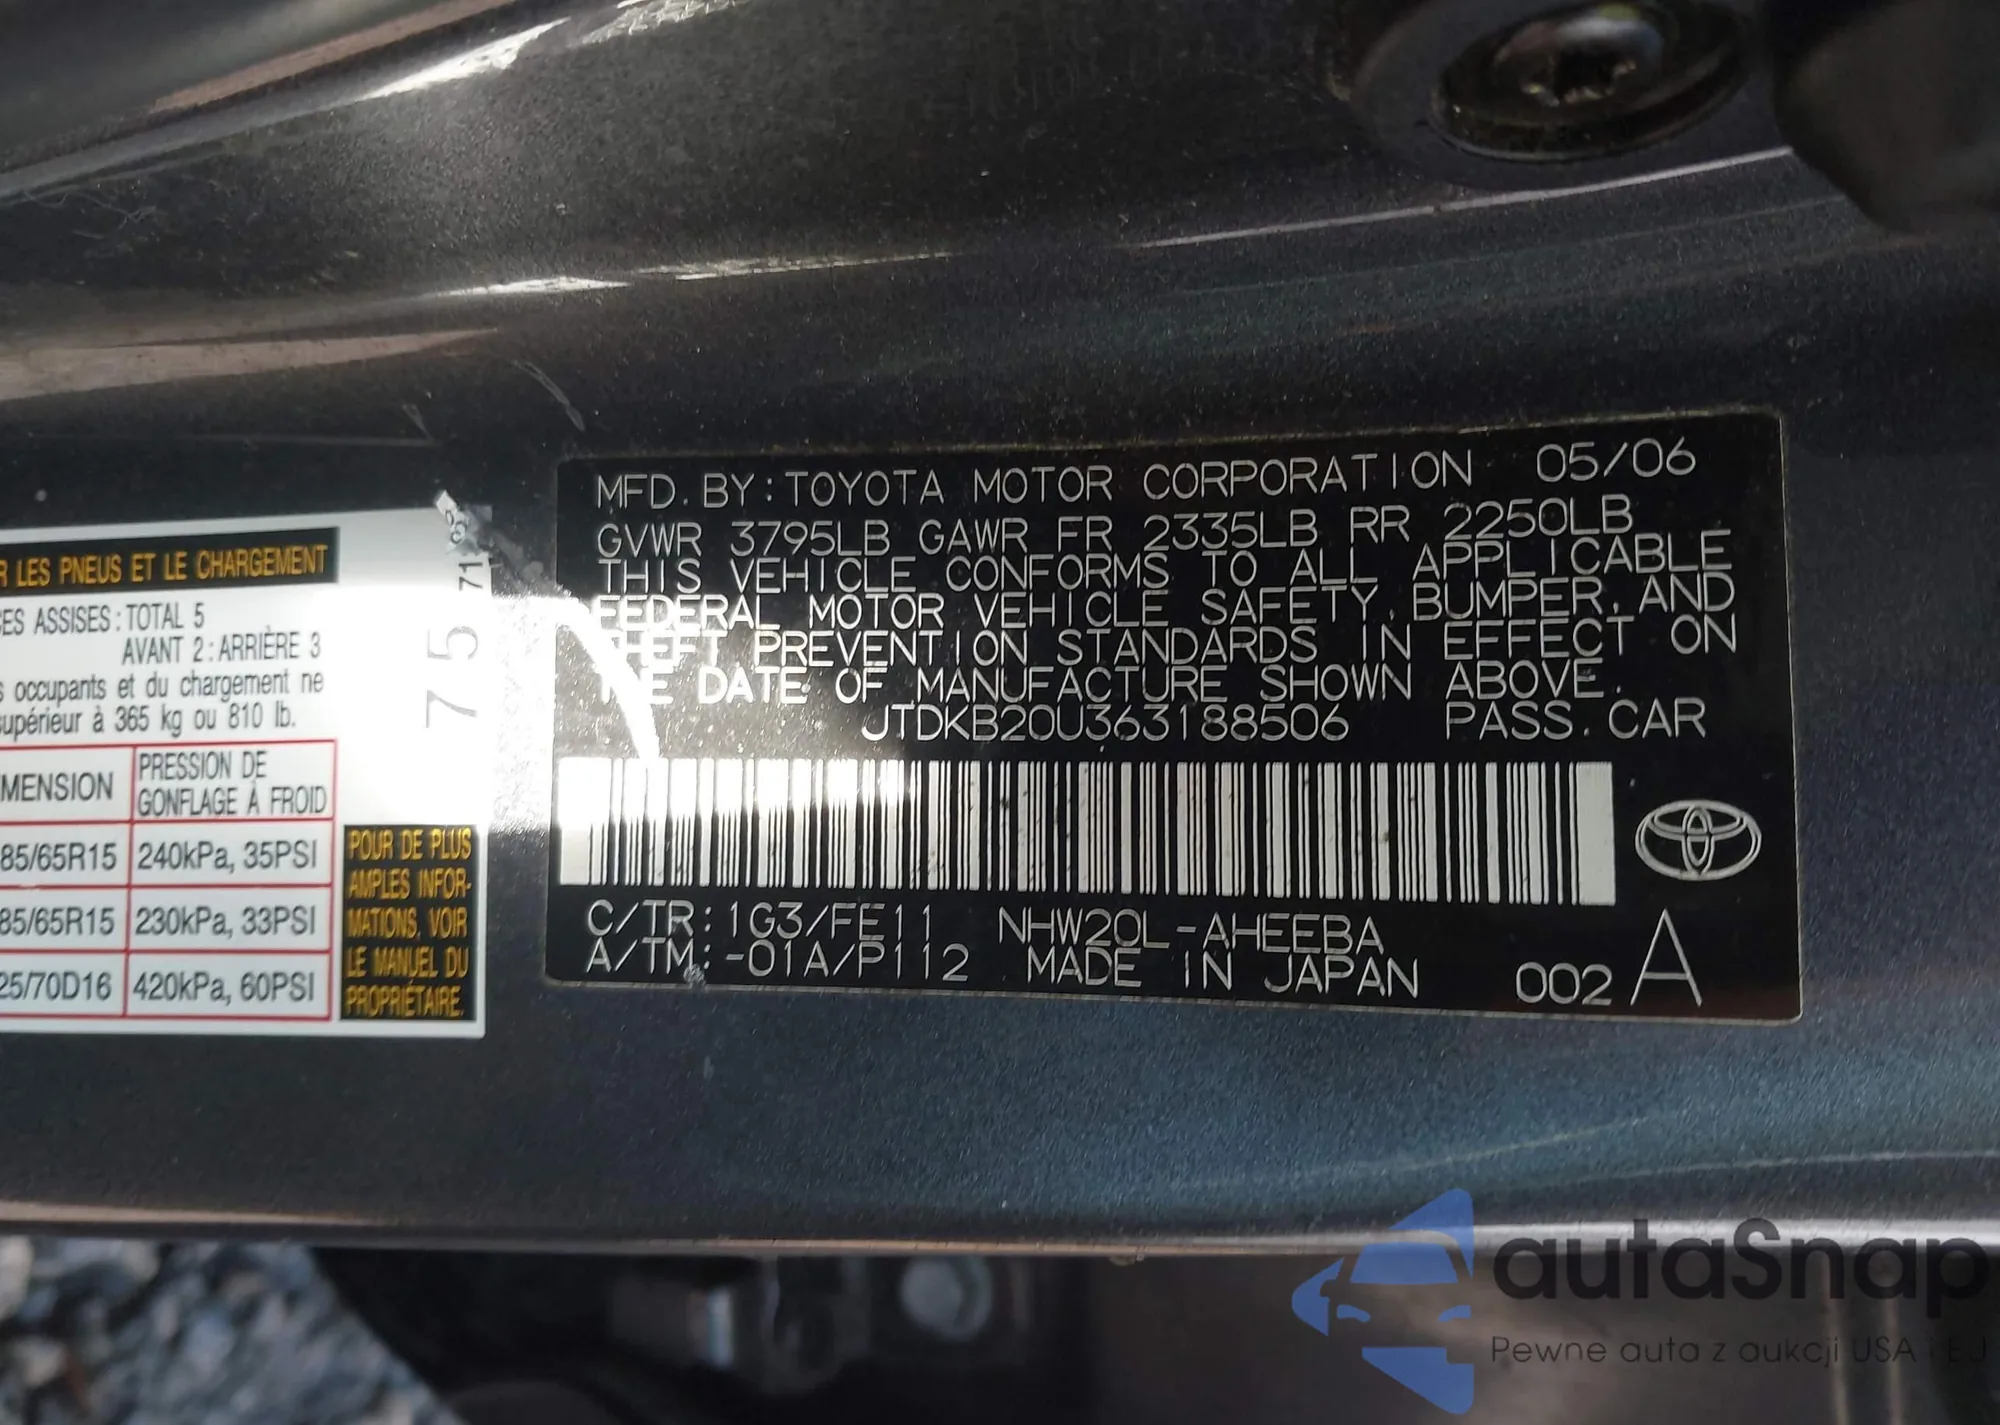 R LES PNEUS ET LE CHARGEMENT
CES ASSISES : TOTAL 5
AVANT 2 : ARRIÈRE 3
s occupants et du chargement ne
supérieur à 365 kg ou 810 lb.
MENSION
PRESSION DE
GONFLAGE À FROID
85/65R15 240kPa, 35PSI
85/65R15 230kPa, 33PSI
25/70D16 420kPa, 60PSI
POUR DE PLUS
AMPLES INFOR-
MATIONS, VOIR
LE MANUEL DU
PROPRIÉTAIRE.
75
71
MFD. BY : TOYOTA MOTOR CORPORATION 05/06
GVWR 3795LB GAWR FR 2335LB RR 2250LB
THIS VEHICLE CONFORMS TO ALL APPLICABLE
FEDERAL MOTOR VEHICLE SAFETY, BUMPER, AND
THEFT PREVENTION STANDARDS IN EFFECT ON
THE DATE OF MANUFACTURE SHOWN ABOVE.
JTDKB20U363188506 PASS. CAR
C/TR: 1G3/FE11 NHW20L-AHEEBA
A/TM: -01A/P112 MADE IN JAPAN 002 A
autaSnap
Pewne auta z aukcji USA i EJ